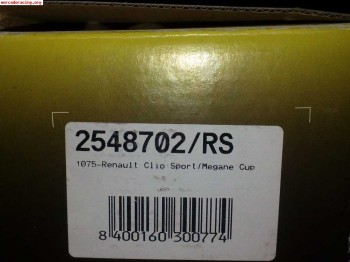 mercadoracing.org
2548702/RS
1075-Renault Clio Sport/Megane Cup
8 400160 300774